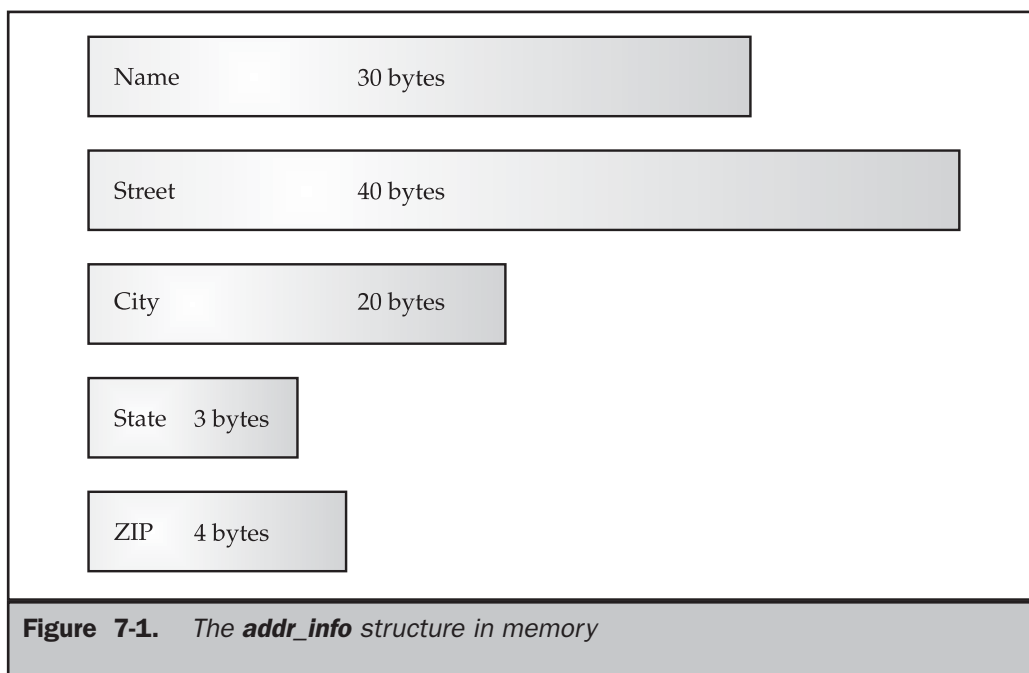 Name 30 bytes
Street 40 bytes
City 20 bytes
State 3 bytes
ZIP 4 bytes
Figure 7-1. The addr_info structure in memory